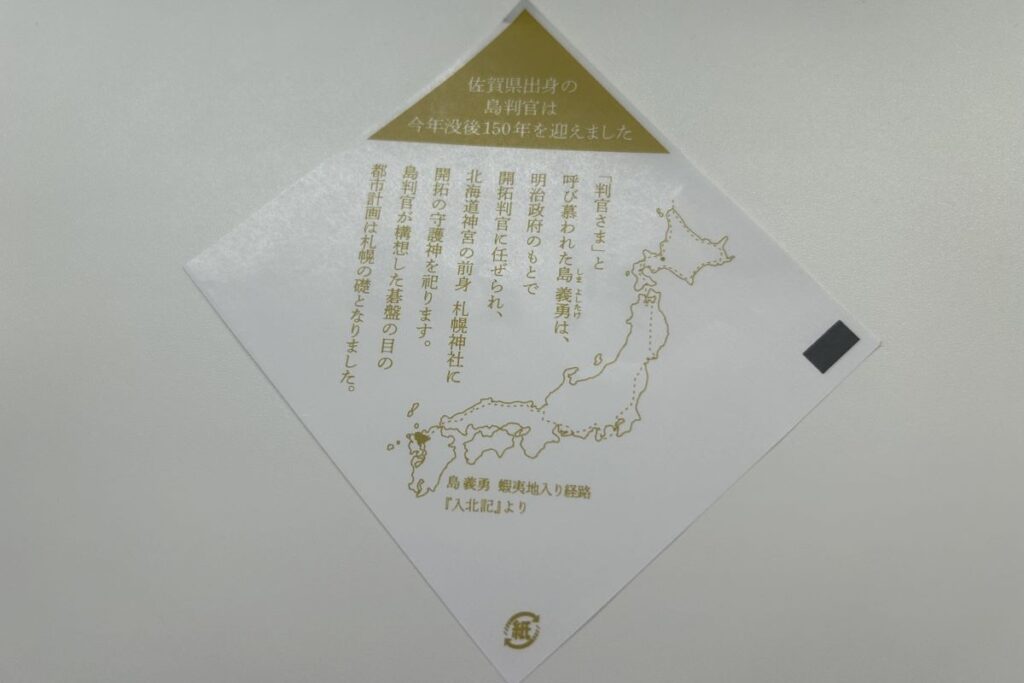 佐賀県出身の
島判官は
今年没後150年を迎えました
「判官さま」と
呼び慕われた島 義勇は、
しま よしたけ
明治政府のもとで
開拓判官に任ぜられ、
北海道神宮の前身 札幌神社に
開拓の守護神を祀ります。
島判官が構想した碁盤の目の
都市計画は札幌の礎となりました。
島 義勇 蝦夷地入り経路
『入北記』より
紙